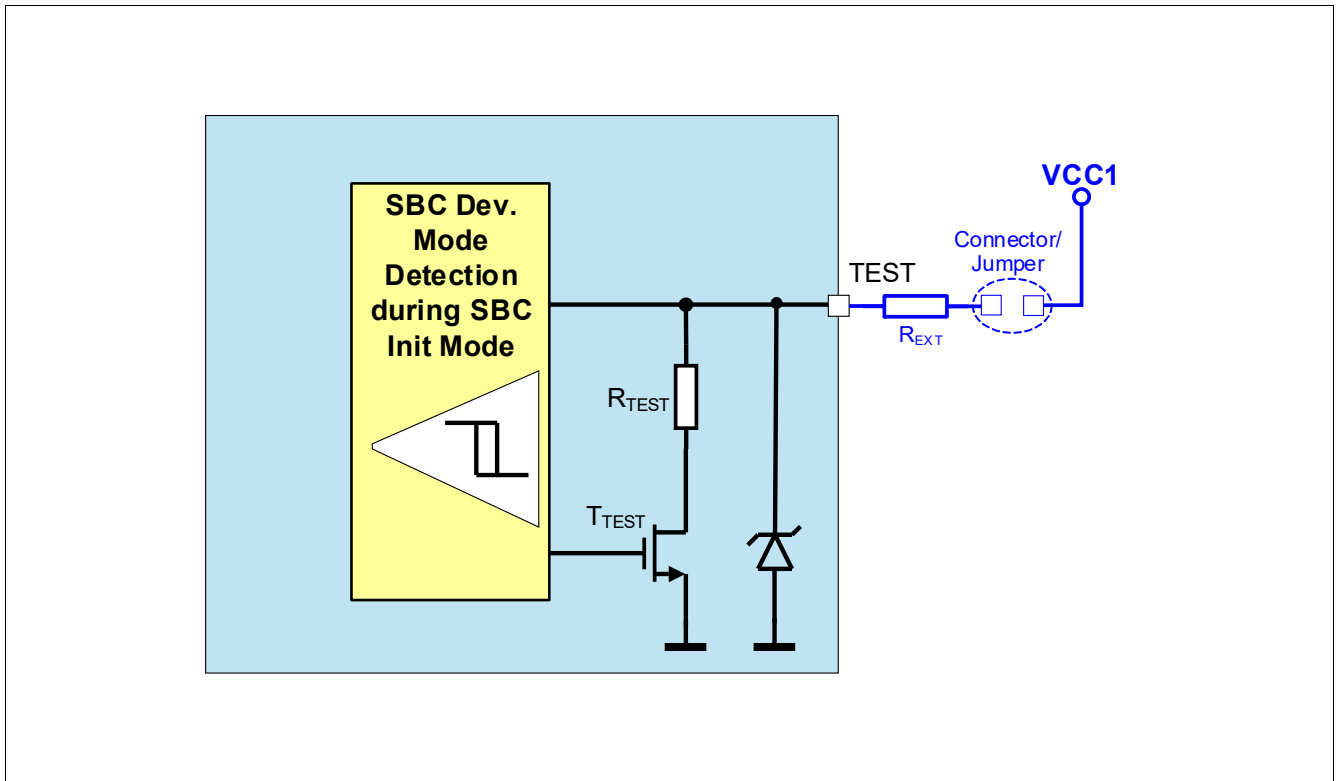 SBC Dev.
Mode
Detection
during SBC
Init Mode
RTEST
TTEST
TEST
REXT
Connector/
Jumper
VCC1